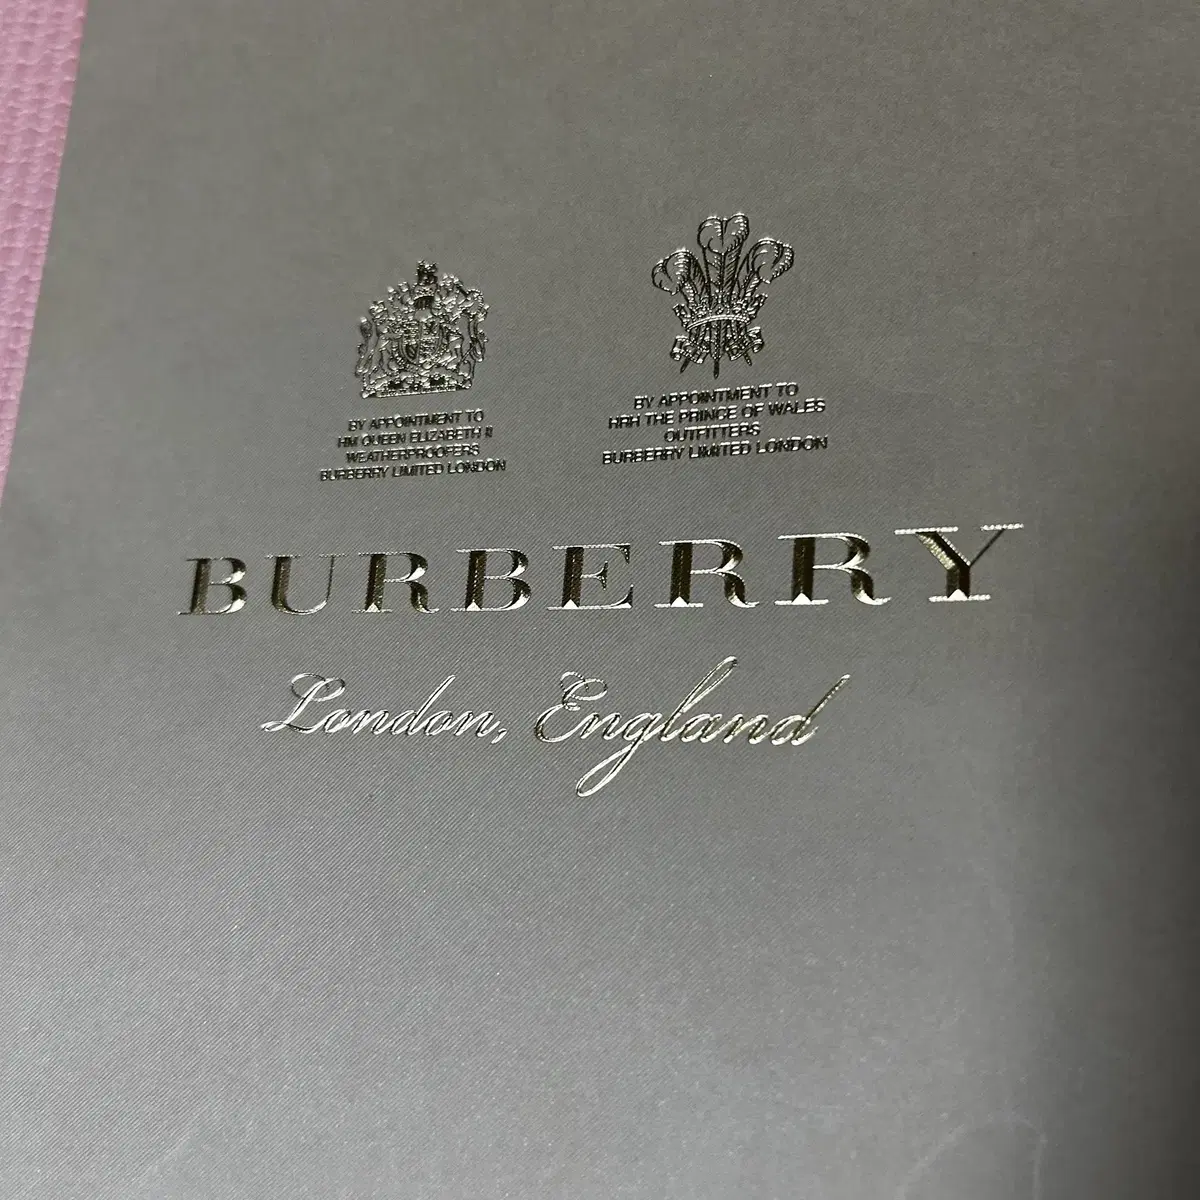 BY APPOINTMENT TO
HM QUEEN ELIZABETH II
WEATHERPROOFERS
BURBERRY LIMITED LONDON
BY APPOINTMENT TO
HRH THE PRINCE OF WALES
OUTFITTERS
BURBERRY LIMITED LONDON
BURBERRY
London, England